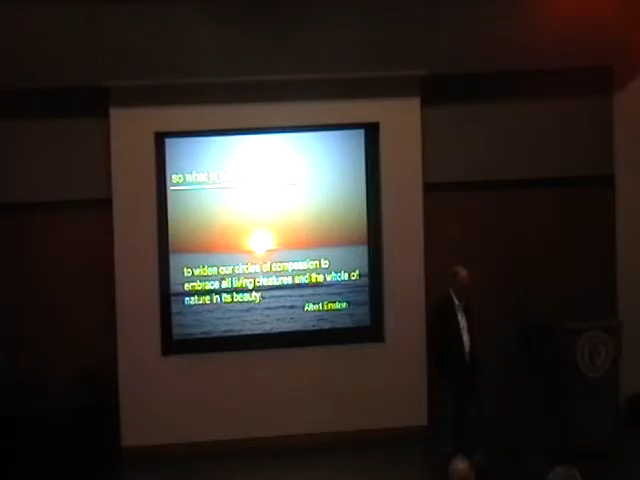 so what is
to widen our circles of compassion to
embrace all living creatures and the whole of
nature in its beauty.
Albert Einstein